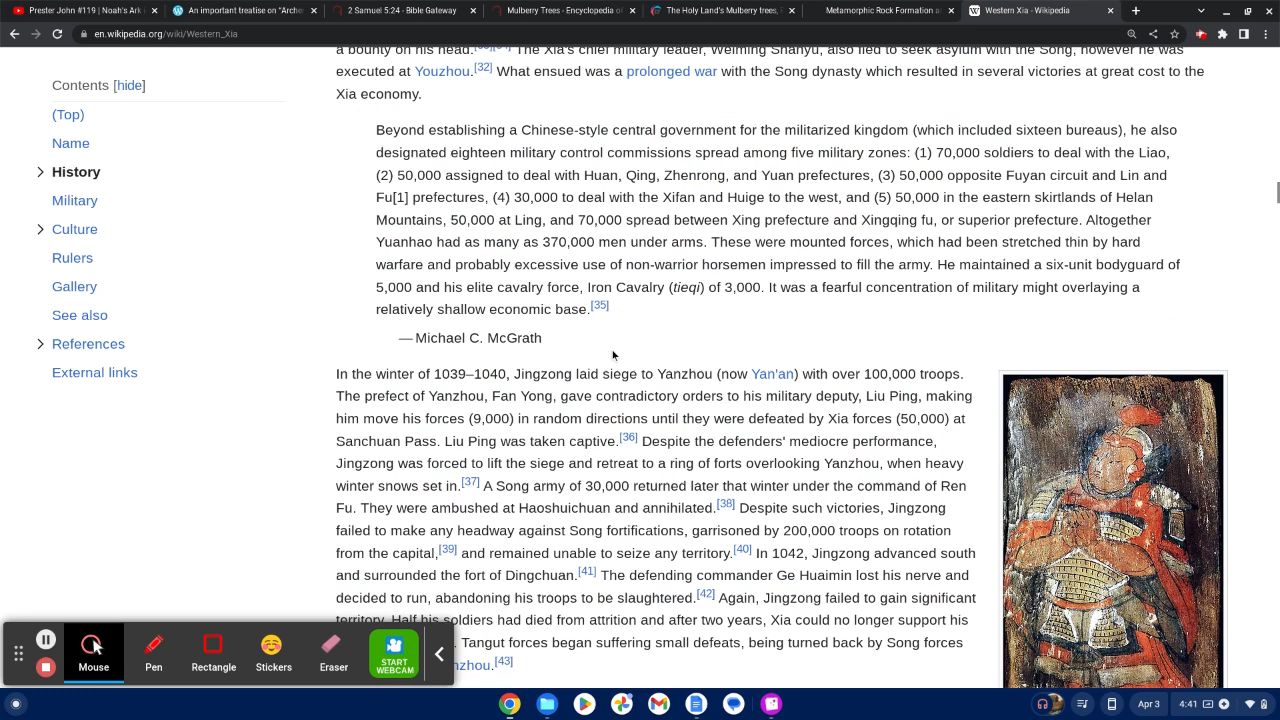 Prester John #119 | Noah's Ark i
An important treatise on "Archer
2 Samuel 5:24 - Bible Gateway
Mulberry Trees - Encyclopedia of
The Holy Land's Mulberry trees, E
Metamorphic Rock Formation a
Western Xia - Wikipedia
en.wikipedia.org/wiki/Western_Xia
Contents [hide]
(Top)
Name
History
Military
Culture
Rulers
Gallery
See also
References
External links
a bounty on his head. The Xia's chief military leader, Weiming Shanyu, also fled to seek asylum with the Song, however he was
executed at Youzhou.[32] What ensued was a prolonged war with the Song dynasty which resulted in several victories at great cost to the
Xia economy.
Beyond establishing a Chinese-style central government for the militarized kingdom (which included sixteen bureaus), he also
designated eighteen military control commissions spread among five military zones: (1) 70,000 soldiers to deal with the Liao,
(2) 50,000 assigned to deal with Huan, Qing, Zhenrong, and Yuan prefectures, (3) 50,000 opposite Fuyan circuit and Lin and
Fu[1] prefectures, (4) 30,000 to deal with the Xifan and Huige to the west, and (5) 50,000 in the eastern skirtlands of Helan
Mountains, 50,000 at Ling, and 70,000 spread between Xing prefecture and Xingqing fu, or superior prefecture. Altogether
Yuanhao had as many as 370,000 men under arms. These were mounted forces, which had been stretched thin by hard
warfare and probably excessive use of non-warrior horsemen impressed to fill the army. He maintained a six-unit bodyguard of
5,000 and his elite cavalry force, Iron Cavalry (tieqi) of 3,000. It was a fearful concentration of military might overlaying a
relatively shallow economic base.[35]
— Michael C. McGrath
In the winter of 1039–1040, Jingzong laid siege to Yanzhou (now Yan'an) with over 100,000 troops.
The prefect of Yanzhou, Fan Yong, gave contradictory orders to his military deputy, Liu Ping, making
him move his forces (9,000) in random directions until they were defeated by Xia forces (50,000) at
Sanchuan Pass. Liu Ping was taken captive.[36] Despite the defenders' mediocre performance,
Jingzong was forced to lift the siege and retreat to a ring of forts overlooking Yanzhou, when heavy
winter snows set in.[37] A Song army of 30,000 returned later that winter under the command of Ren
Fu. They were ambushed at Haoshuichuan and annihilated.[38] Despite such victories, Jingzong
failed to make any headway against Song fortifications, garrisoned by 200,000 troops on rotation
from the capital,[39] and remained unable to seize any territory.[40] In 1042, Jingzong advanced south
and surrounded the fort of Dingchuan.[41] The defending commander Ge Huaimin lost his nerve and
decided to run, abandoning his troops to be slaughtered.[42] Again, Jingzong failed to gain significant
territory. Half his soldiers had died from attrition and after two years, Xia could no longer support his
Tangut forces began suffering small defeats, being turned back by Song forces
nzhou.[43]
Mouse
Pen
Rectangle
Stickers
Eraser
START
WEBCAM
Apr 3
4:41